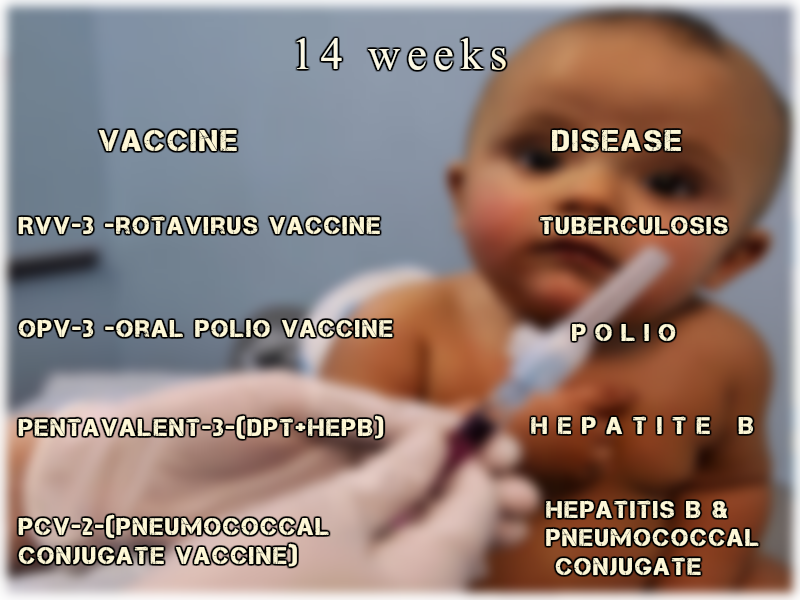 14 weeks
VACCINE DISEASE
RVV-3 -ROTAVIRUS VACCINE TUBERCULOSIS
OPV-3 -ORAL POLIO VACCINE POLIO
PENTAVALENT-3-(DPT+HEPB) HEPATITE B
PCV-2-(PNEUMOCOCCAL
CONJUGATE VACCINE)
HEPATITIS B &
PNEUMOCOCCAL
CONJUGATE